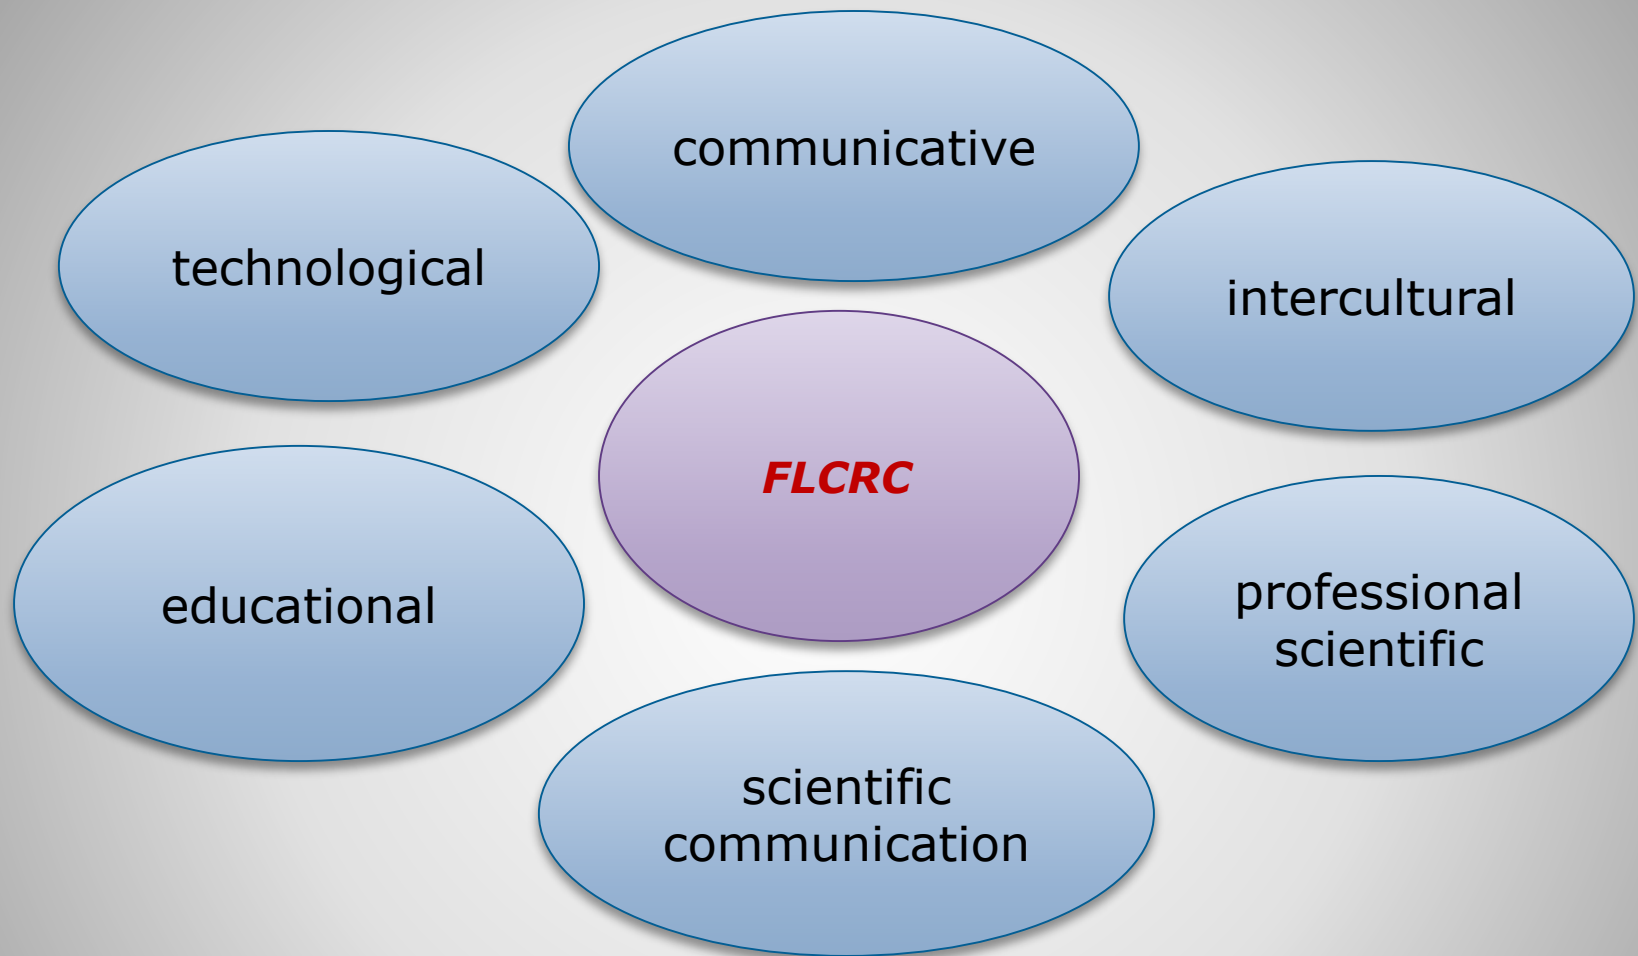 communicative
technological
intercultural
FLCRC
educational
professional
scientific
scientific
communication